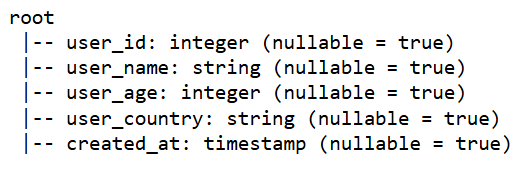 root
 |-- user_id: integer (nullable = true)
 |-- user_name: string (nullable = true)
 |-- user_age: integer (nullable = true)
 |-- user_country: string (nullable = true)
 |-- created_at: timestamp (nullable = true)